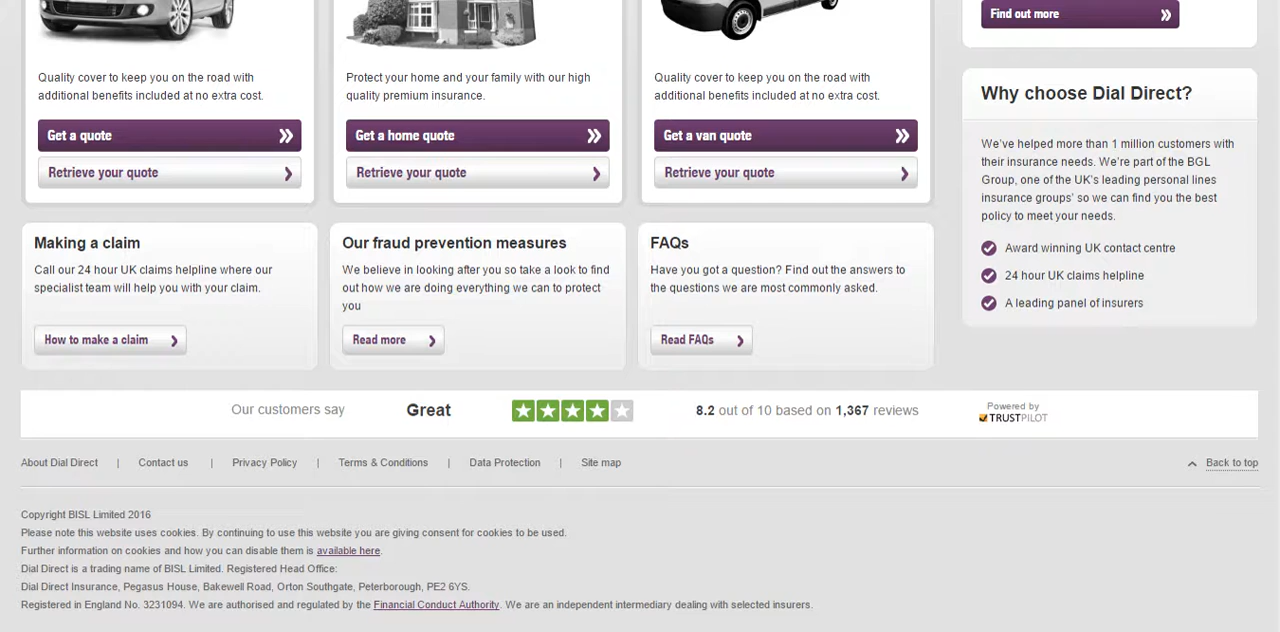 Find out more
Quality cover to keep you on the road with
additional benefits included at no extra cost.
Get a quote
Retrieve your quote
Protect your home and your family with our high
quality premium insurance.
Get a home quote
Retrieve your quote
Quality cover to keep you on the road with
additional benefits included at no extra cost.
Get a van quote
Retrieve your quote
Why choose Dial Direct?
We've helped more than 1 million customers with
their insurance needs. We're part of the BGL
Group, one of the UK's leading personal lines
insurance groups' so we can find you the best
policy to meet your needs.
Award winning UK contact centre
24 hour UK claims helpline
A leading panel of insurers
Making a claim
Call our 24 hour UK claims helpline where our
specialist team will help you with your claim.
How to make a claim
Our fraud prevention measures
We believe in looking after you so take a look to find
out how we are doing everything we can to protect
you
Read more
FAQs
Have you got a question? Find out the answers to
the questions we are most commonly asked.
Read FAQs
Our customers say Great 8.2 out of 10 based on 1,367 reviews
Powered by
TRUSTPILOT
About Dial Direct | Contact us | Privacy Policy | Terms & Conditions | Data Protection | Site map
Back to top
Copyright BISL Limited 2016
Please note this website uses cookies. By continuing to use this website you are giving consent for cookies to be used.
Further information on cookies and how you can disable them is available here.
Dial Direct is a trading name of BISL Limited. Registered Head Office:
Dial Direct Insurance, Pegasus House, Bakewell Road, Orton Southgate, Peterborough, PE2 6YS.
Registered in England No. 3231094. We are authorised and regulated by the Financial Conduct Authority. We are an independent intermediary dealing with selected insurers.